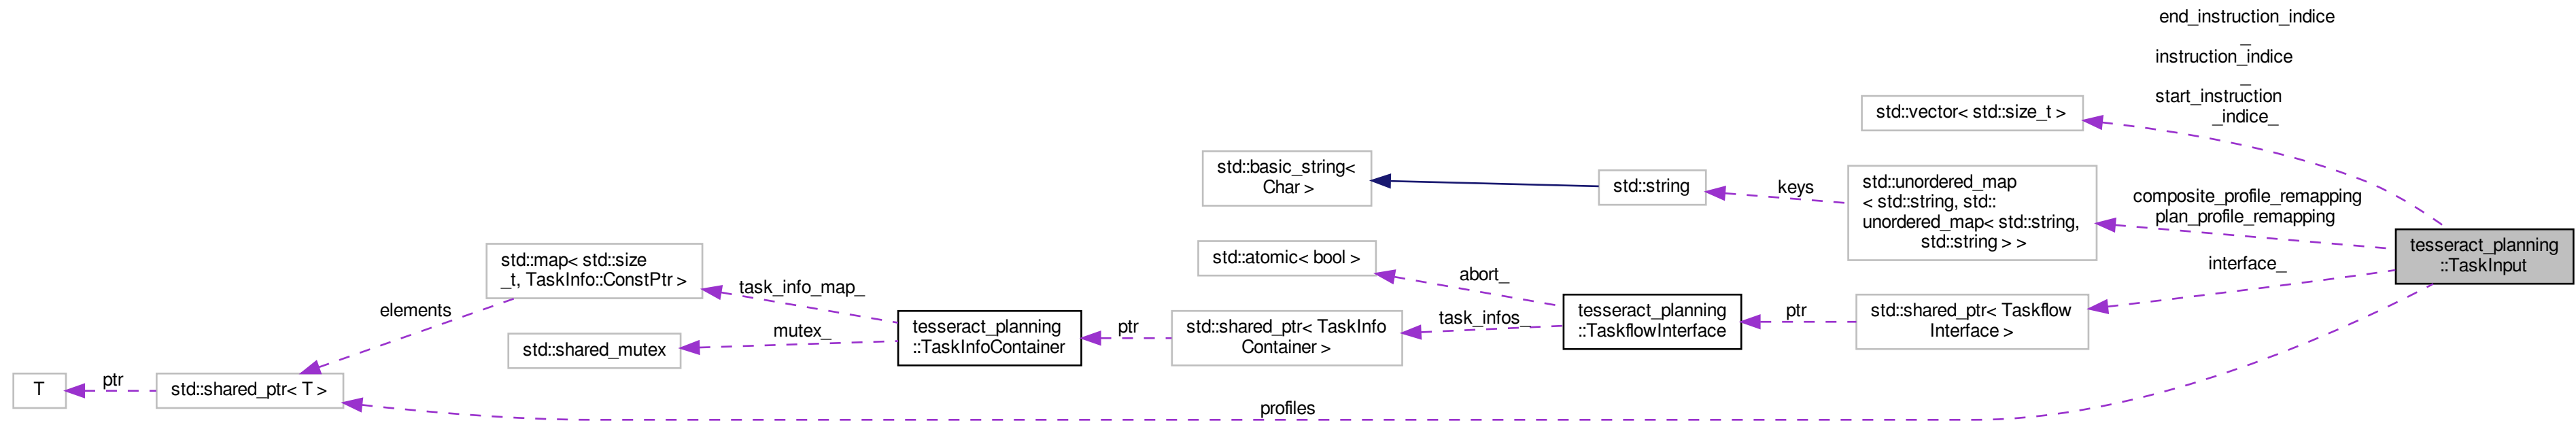 end_instruction_indice
_
instruction_indice
_
start_instruction
_indice_
std::vector< std::size_t >
std::basic_string<
Char >
std::string
keys
std::unordered_map
< std::string, std::
unordered_map< std::string,
std::string > >
composite_profile_remapping
plan_profile_remapping
tesseract_planning
::TaskInput
std::map< std::size
_t, TaskInfo::ConstPtr >
std::atomic< bool >
abort_
interface_
elements
task_info_map_
tesseract_planning
::TaskInfoContainer
ptr
std::shared_ptr< TaskInfo
Container >
task_infos_
tesseract_planning
::TaskflowInterface
ptr
std::shared_ptr< Taskflow
Interface >
std::shared_mutex
mutex_
T
ptr
std::shared_ptr< T >
profiles